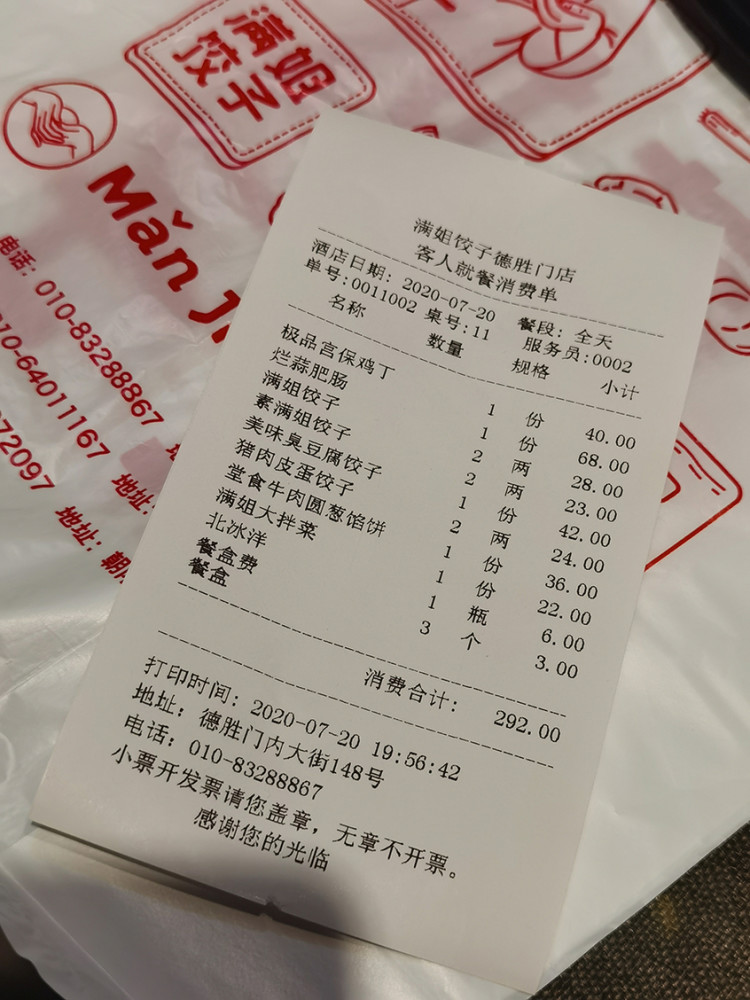 满姐
饺子
Mǎn Ji
电话：010-83288867 地
10-64011167 地址：
72097 地址：朝
满姐饺子德胜门店
客人就餐消费单
酒店日期：2020-07-20 餐段：全天
单号:0011002 桌号:11 服务员:0002
名称 数量 规格 小计
极品宫保鸡丁 1 份 40.00
烂蒜肥肠 1 份 68.00
满姐饺子 2 两 28.00
素满姐饺子 2 两 23.00
美味臭豆腐饺子 1 份 42.00
猪肉皮蛋饺子 2 两 24.00
堂食牛肉圆葱馅饼 1 份 36.00
满姐大拌菜 1 份 22.00
北冰洋 1 瓶 6.00
餐盒费
餐盒 3 个 3.00
消费合计： 292.00
打印时间：2020-07-20 19:56:42
地址：德胜门内大街148号
电话：010-83288867
小票开发票请您盖章，无章不开票。
感谢您的光临